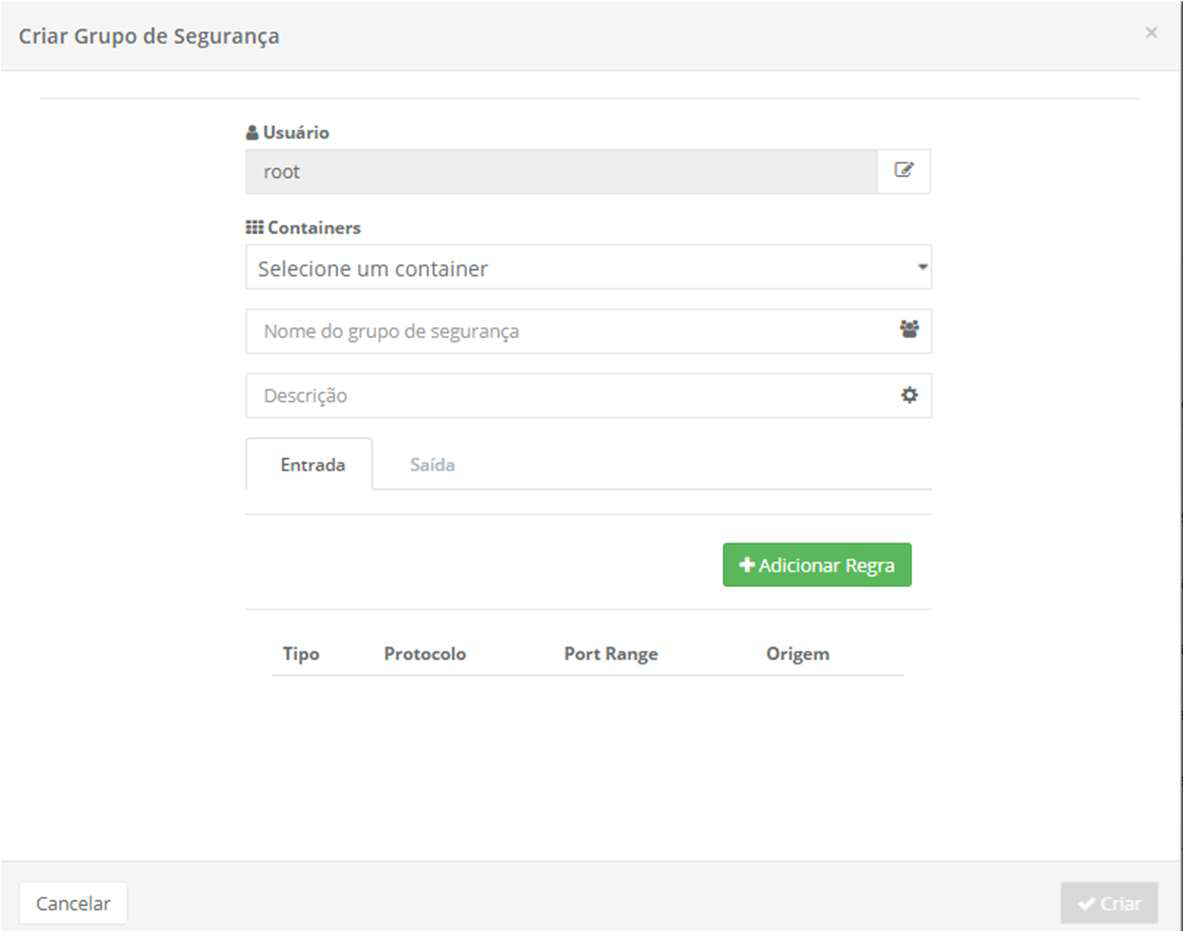 Criar Grupo de Segurança
×
Usuário
root
Containers
Selecione um container
Nome do grupo de segurança
Descrição
Entrada Saída
Adicionar Regra
Tipo Protocolo Port Range Origem
Cancelar Criar